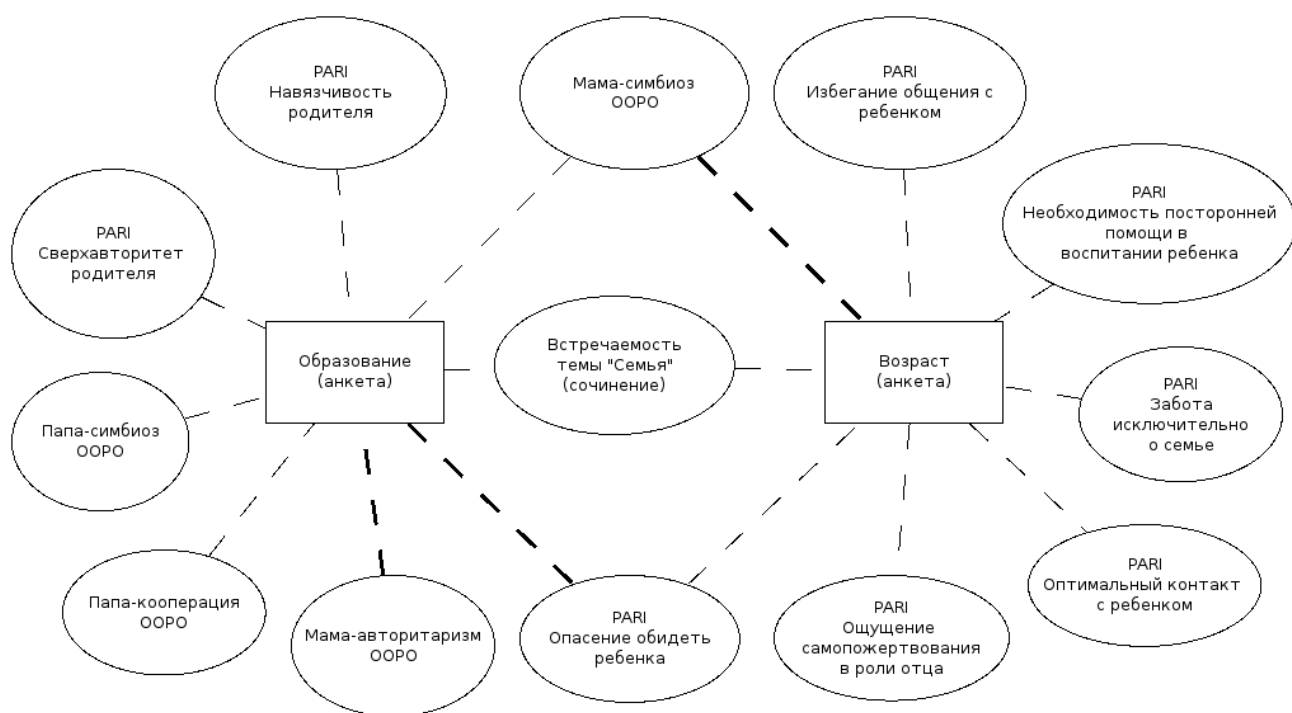 PARI
Навязчивость
родителя
Мама-симбиоз
ООРО
PARI
Избегание общения с
ребенком
PARI
Сверхавторитет
родителя
PARI
Необходимость посторонней
помощи в
воспитании ребенка
Образование
(анкета)
Встречаемость
темы "Семья"
(сочинение)
Возраст
(анкета)
PARI
Забота
исключительно
о семье
Папа-симбиоз
ООРО
Папа-кооперация
ООРО
Мама-авторитаризм
ООРО
PARI
Опасение обидеть
ребенка
PARI
Ощущение
самопожертвования
в роли отца
PARI
Оптимальный контакт
с ребенком